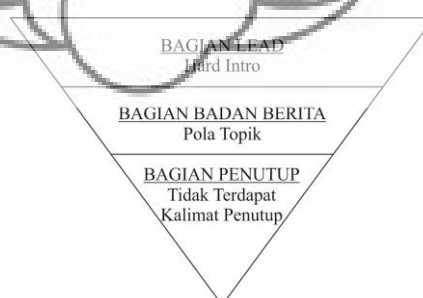 BAGIAN LEAD
Hard Intro
BAGIAN BADAN BERITA
Pola Topik
BAGIAN PENUTUP
Tidak Terdapat
Kalimat Penutup